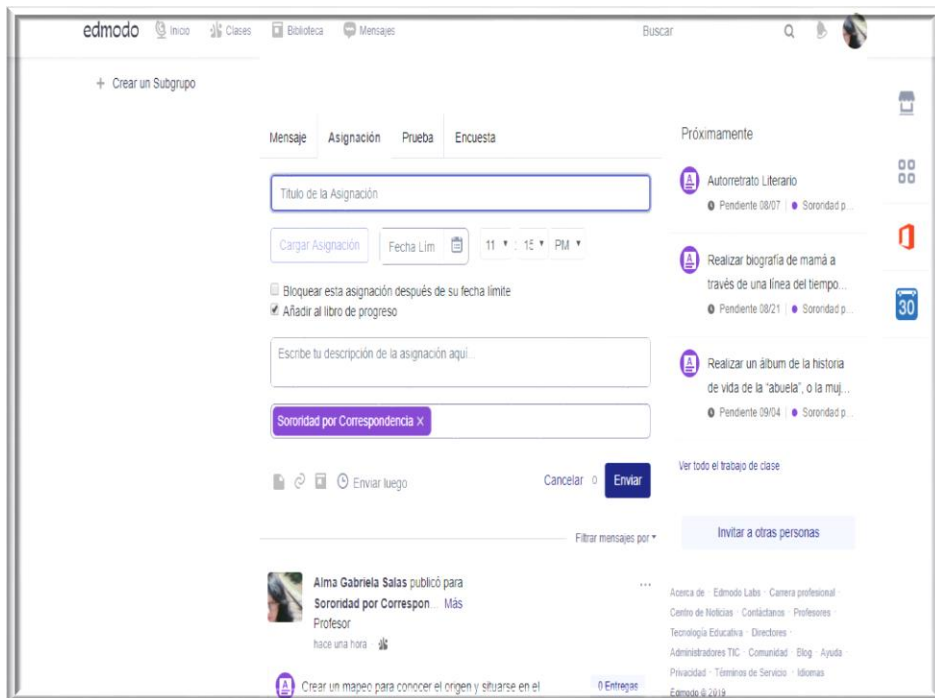 edmodo Inicio Clases Biblioteca Mensajes Buscar
+ Crear un Subgrupo
Mensaje Asignación Prueba Encuesta
Título de la Asignación
Cargar Asignación Fecha Lím 11 : 15 PM
Bloquear esta asignación después de su fecha límite
Añadir al libro de progreso
Escribe tu descripción de la asignación aquí...
Sororidad por Correspondencia X
Enviar luego Cancelar o Enviar
Filtrar mensajes por
Alma Gabriela Salas publicó para
Sororidad por Correspon... Más
Profesor
hace una hora
Crear un mapeo para conocer el origen y situarse en el 0 Entregas
Próximamente
Autorretrato Literario
Pendiente 08/07 | Sororidad p...
Realizar biografía de mamá a
través de una línea del tiempo...
Pendiente 08/21 | Sororidad p...
Realizar un álbum de la historia
de vida de la "abuela", o la muj...
Pendiente 09/04 | Sororidad p...
Ver todo el trabajo de clase
Invitar a otras personas
Acerca de · Edmodo Labs · Carrera profesional ·
Centro de Noticias · Contáctanos · Profesores ·
Tecnología Educativa · Directores ·
Administradores TIC · Comunidad · Blog · Ayuda ·
Privacidad · Términos de Servicio · Idiomas
Edmodo © 2019
30